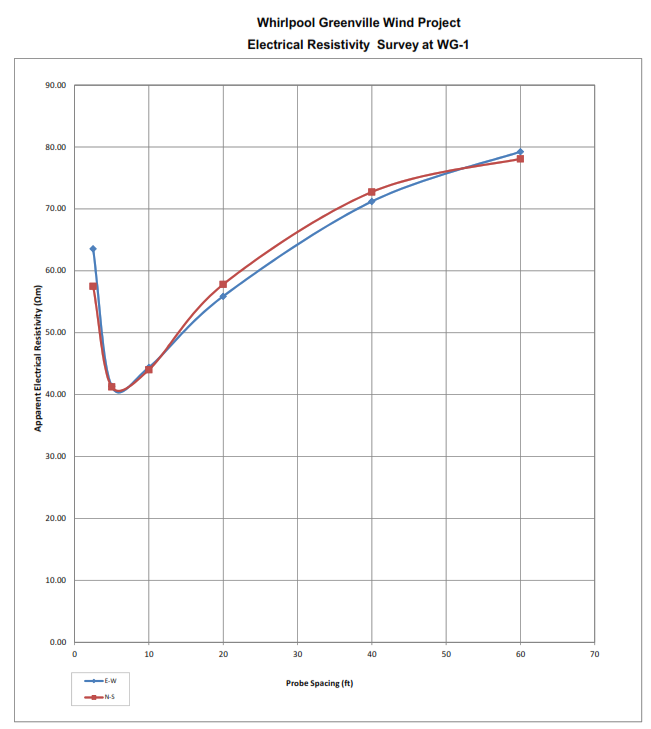 Whirlpool Greenville Wind Project
Electrical Resistivity  Survey at WG-1
90.00
80.00
70.00
60.00
50.00
40.00
30.00
20.00
10.00
0.00
Apparent Electrical Resistivity (Ωm)
0 10 20 30 40 50 60 70
Probe Spacing (ft)
E-W
N-S